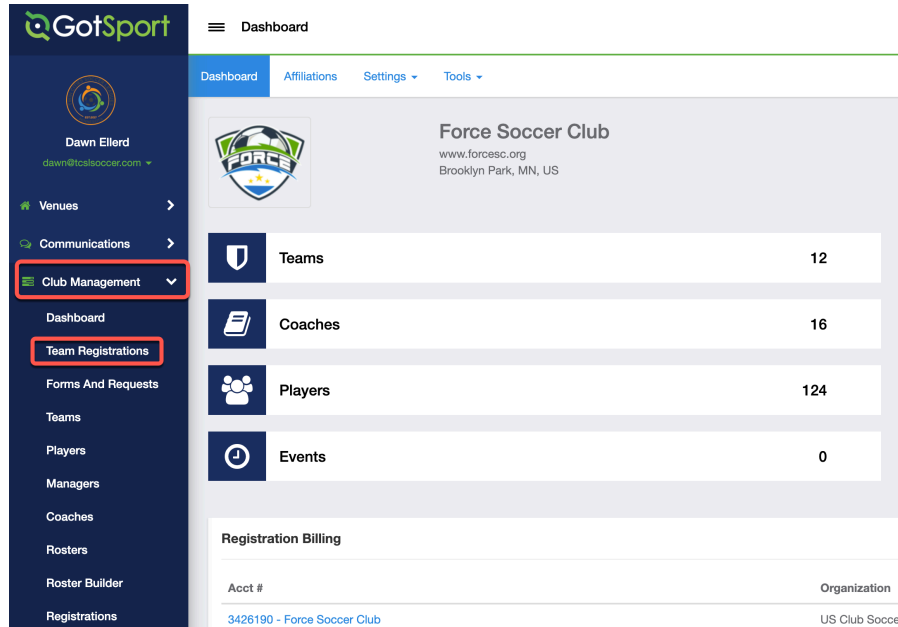 GotSport
Dashboard
Dawn Ellerd
dawn@tcslsoccer.com
Venues
Communications
Club Management
Dashboard
Team Registrations
Forms And Requests
Teams
Players
Managers
Coaches
Rosters
Roster Builder
Registrations
Dashboard Affiliations Settings Tools
FORCE
Force Soccer Club
www.forcesc.org
Brooklyn Park, MN, US
Teams 12
Coaches 16
Players 124
Events 0
Registration Billing
Acct # Organization
3426190 - Force Soccer Club US Club Socce